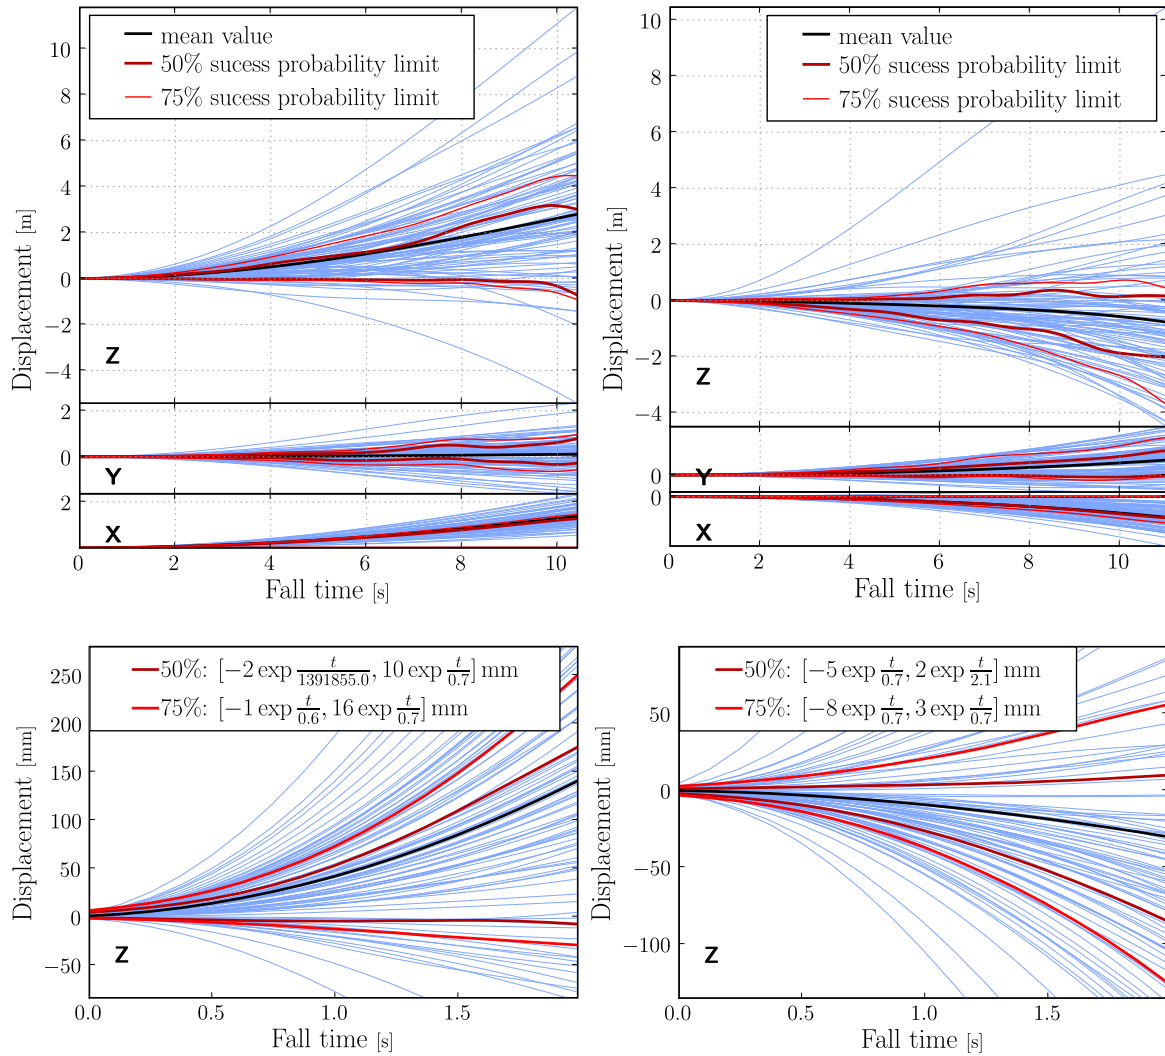 mean value
50% sucess probability limit
75% sucess probability limit
10
8
6
4
2
0
−2
−4
Displacement [m]
Z
2
0
Y
2
X
0 2 4 6 8 10
Fall time [s]
mean value
50% sucess probability limit
75% sucess probability limit
10
8
6
4
2
0
−2
−4
Displacement [m]
Z
0
Y
0
X
0 2 4 6 8 10
Fall time [s]
50%: [−2 exp t/1391855.0, 10 exp t/0.7] mm
75%: [−1 exp t/0.6, 16 exp t/0.7] mm
250
200
150
100
50
0
−50
Displacement [mm]
Z
0.0 0.5 1.0 1.5
Fall time [s]
50%: [−5 exp t/0.7, 2 exp t/2.1] mm
75%: [−8 exp t/0.7, 3 exp t/0.7] mm
50
0
−50
−100
Displacement [mm]
Z
0.0 0.5 1.0 1.5
Fall time [s]